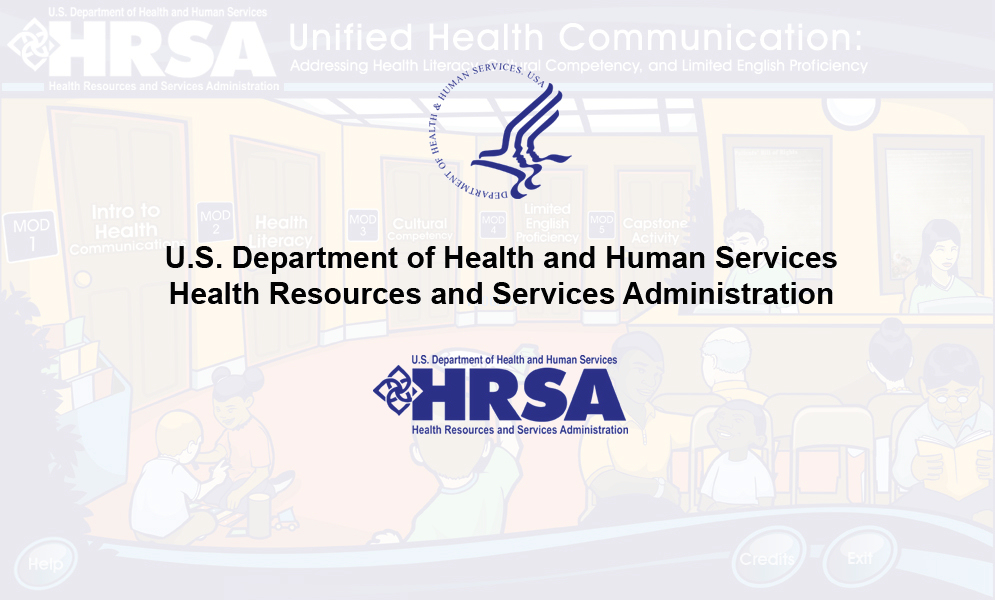 U.S. Department of Health and Human Services
HRSA
Health Resources and Services Administration
Unified Health Communication:
Addressing Health Literacy, Cultural Competency, and Limited English Proficiency
DEPARTMENT OF HEALTH & HUMAN SERVICES. USA
MOD
1
Intro to
Health
Communication
MOD
2
Health
Literacy
MOD
3
Cultural
Competency
MOD
4
Limited
English
Proficiency
MOD
5
Capstone
Activity
U.S. Department of Health and Human Services
Health Resources and Services Administration
U.S. Department of Health and Human Services
HRSA
Health Resources and Services Administration
Help
Credits
Exit